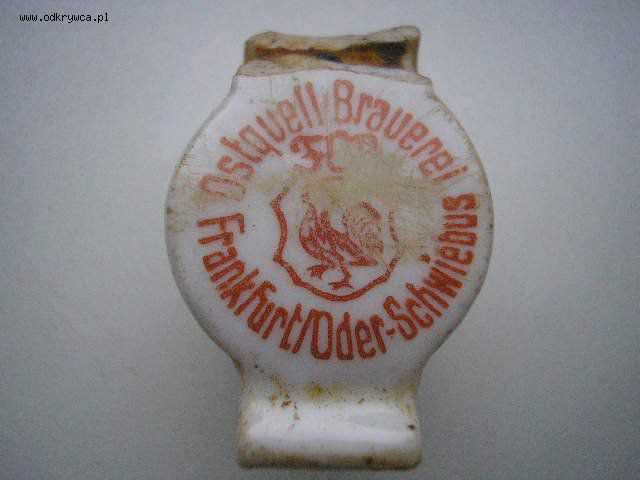 www.odkrywca.pl
Ostquell Brauerei
Frankfurt/Oder-Schwiebus